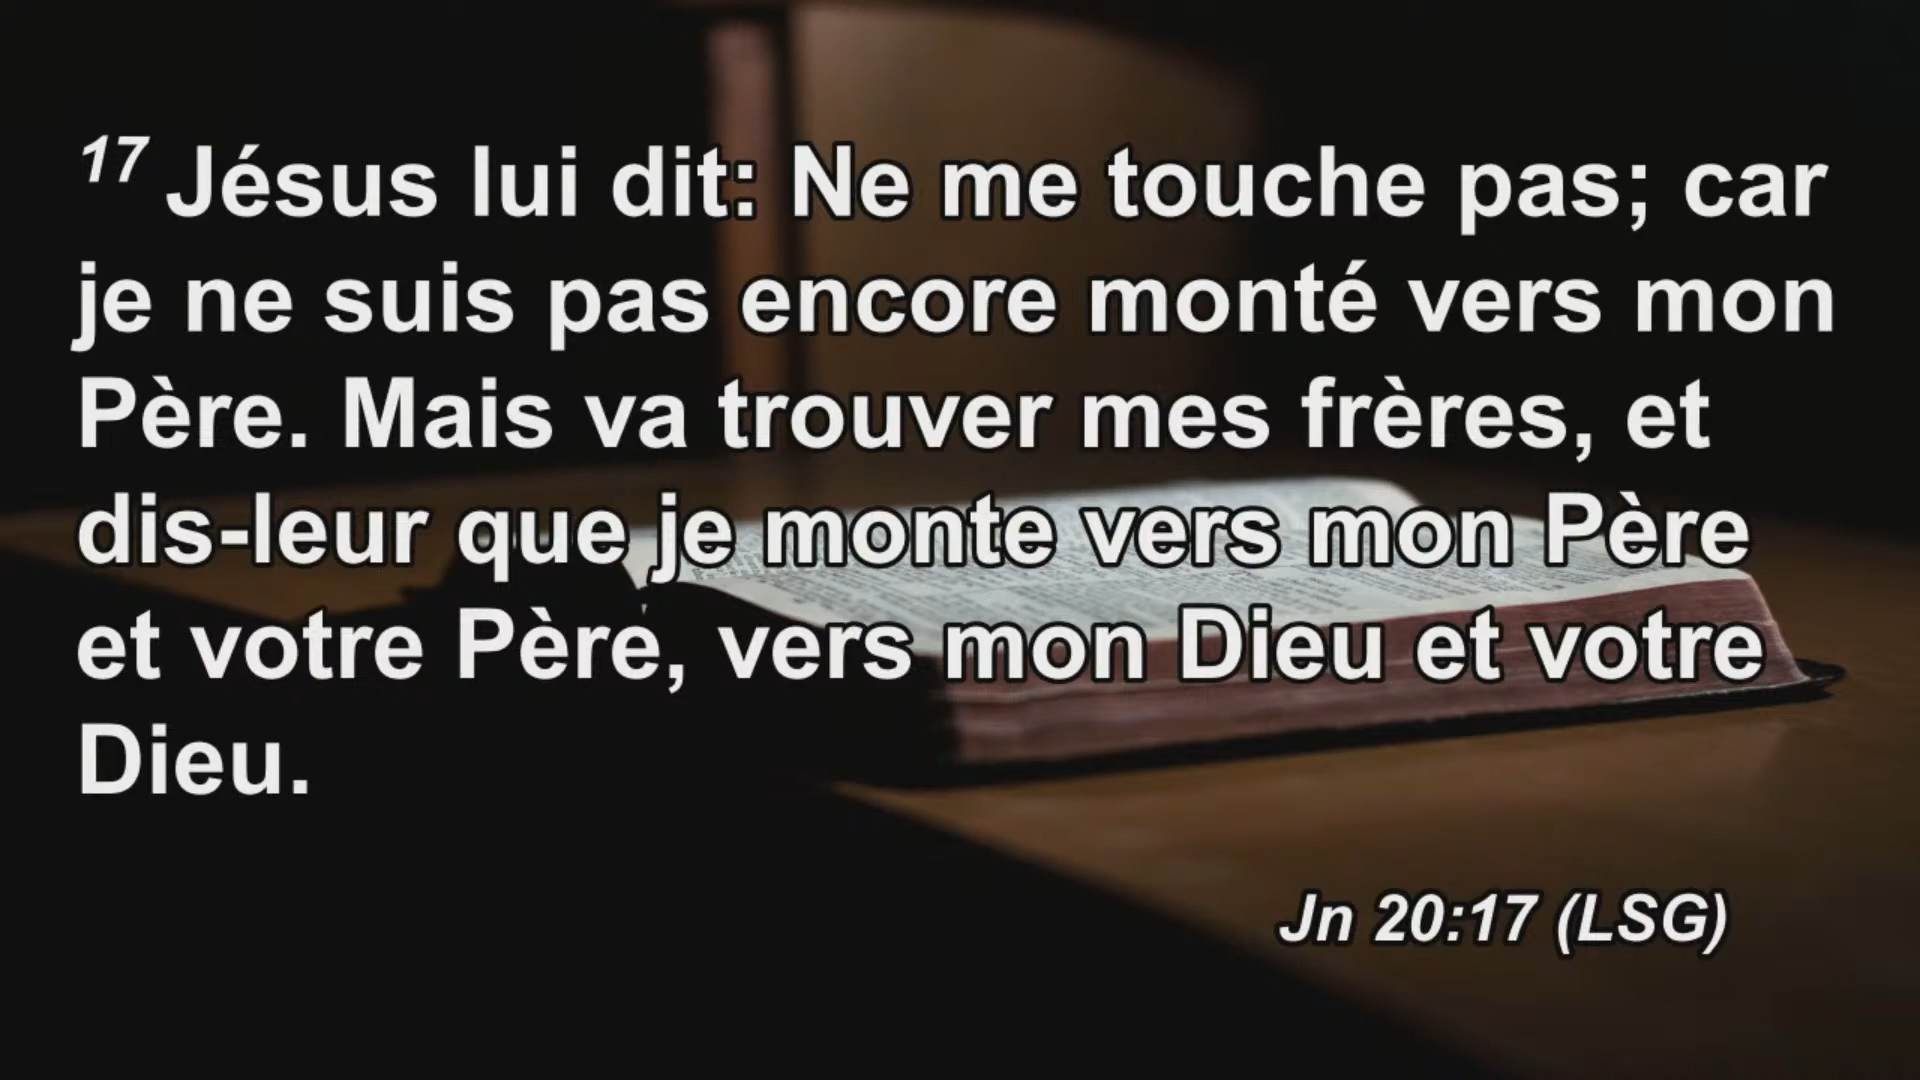 17 Jésus lui dit: Ne me touche pas; car
je ne suis pas encore monté vers mon
Père. Mais va trouver mes frères, et
dis-leur que je monte vers mon Père
et votre Père, vers mon Dieu et votre
Dieu.
Jn 20:17 (LSG)